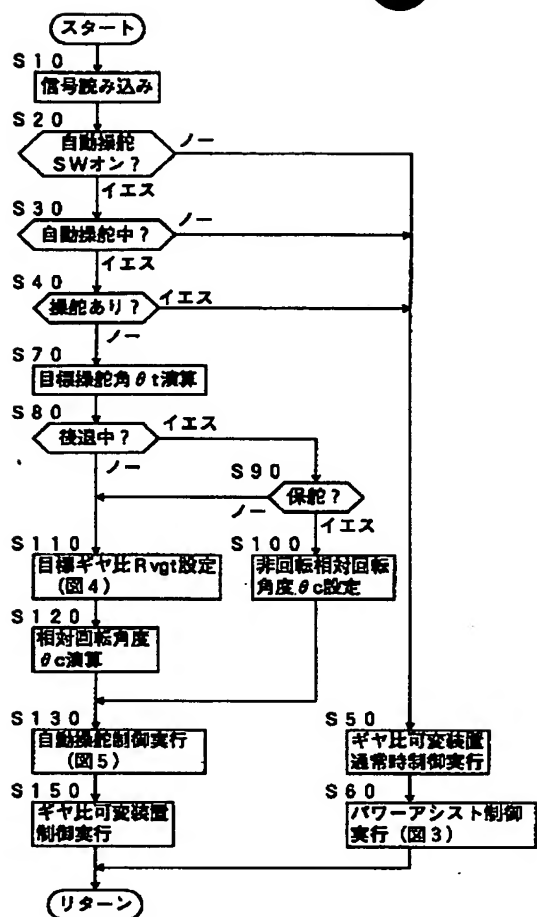 スタート
S10
信号読み込み
S20
自動操舵
SWオン？
ノー
イエス
S30
自動操舵中？
ノー
イエス
S40
操舵あり？
イエス
ノー
S70
目標操舵角θt演算
S80
後退中？
イエス
ノー
S90
保舵？
ノー
イエス
S110
目標ギヤ比Rvgt設定
（図4）
S100
非回転相対回転
角度θc設定
S120
相対回転角度
θc演算
S130
自動操舵制御実行
（図5）
S50
ギヤ比可変装置
通常時制御実行
S150
ギヤ比可変装置
制御実行
S60
パワーアシスト制御
実行（図3）
リターン